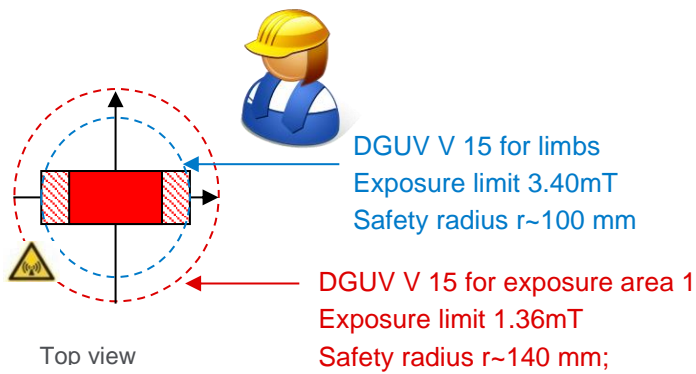 DGUV V 15 for limbs
Exposure limit 3.40mT
Safety radius r~100 mm
DGUV V 15 for exposure area 1
Exposure limit 1.36mT
Safety radius r~140 mm;
Top view